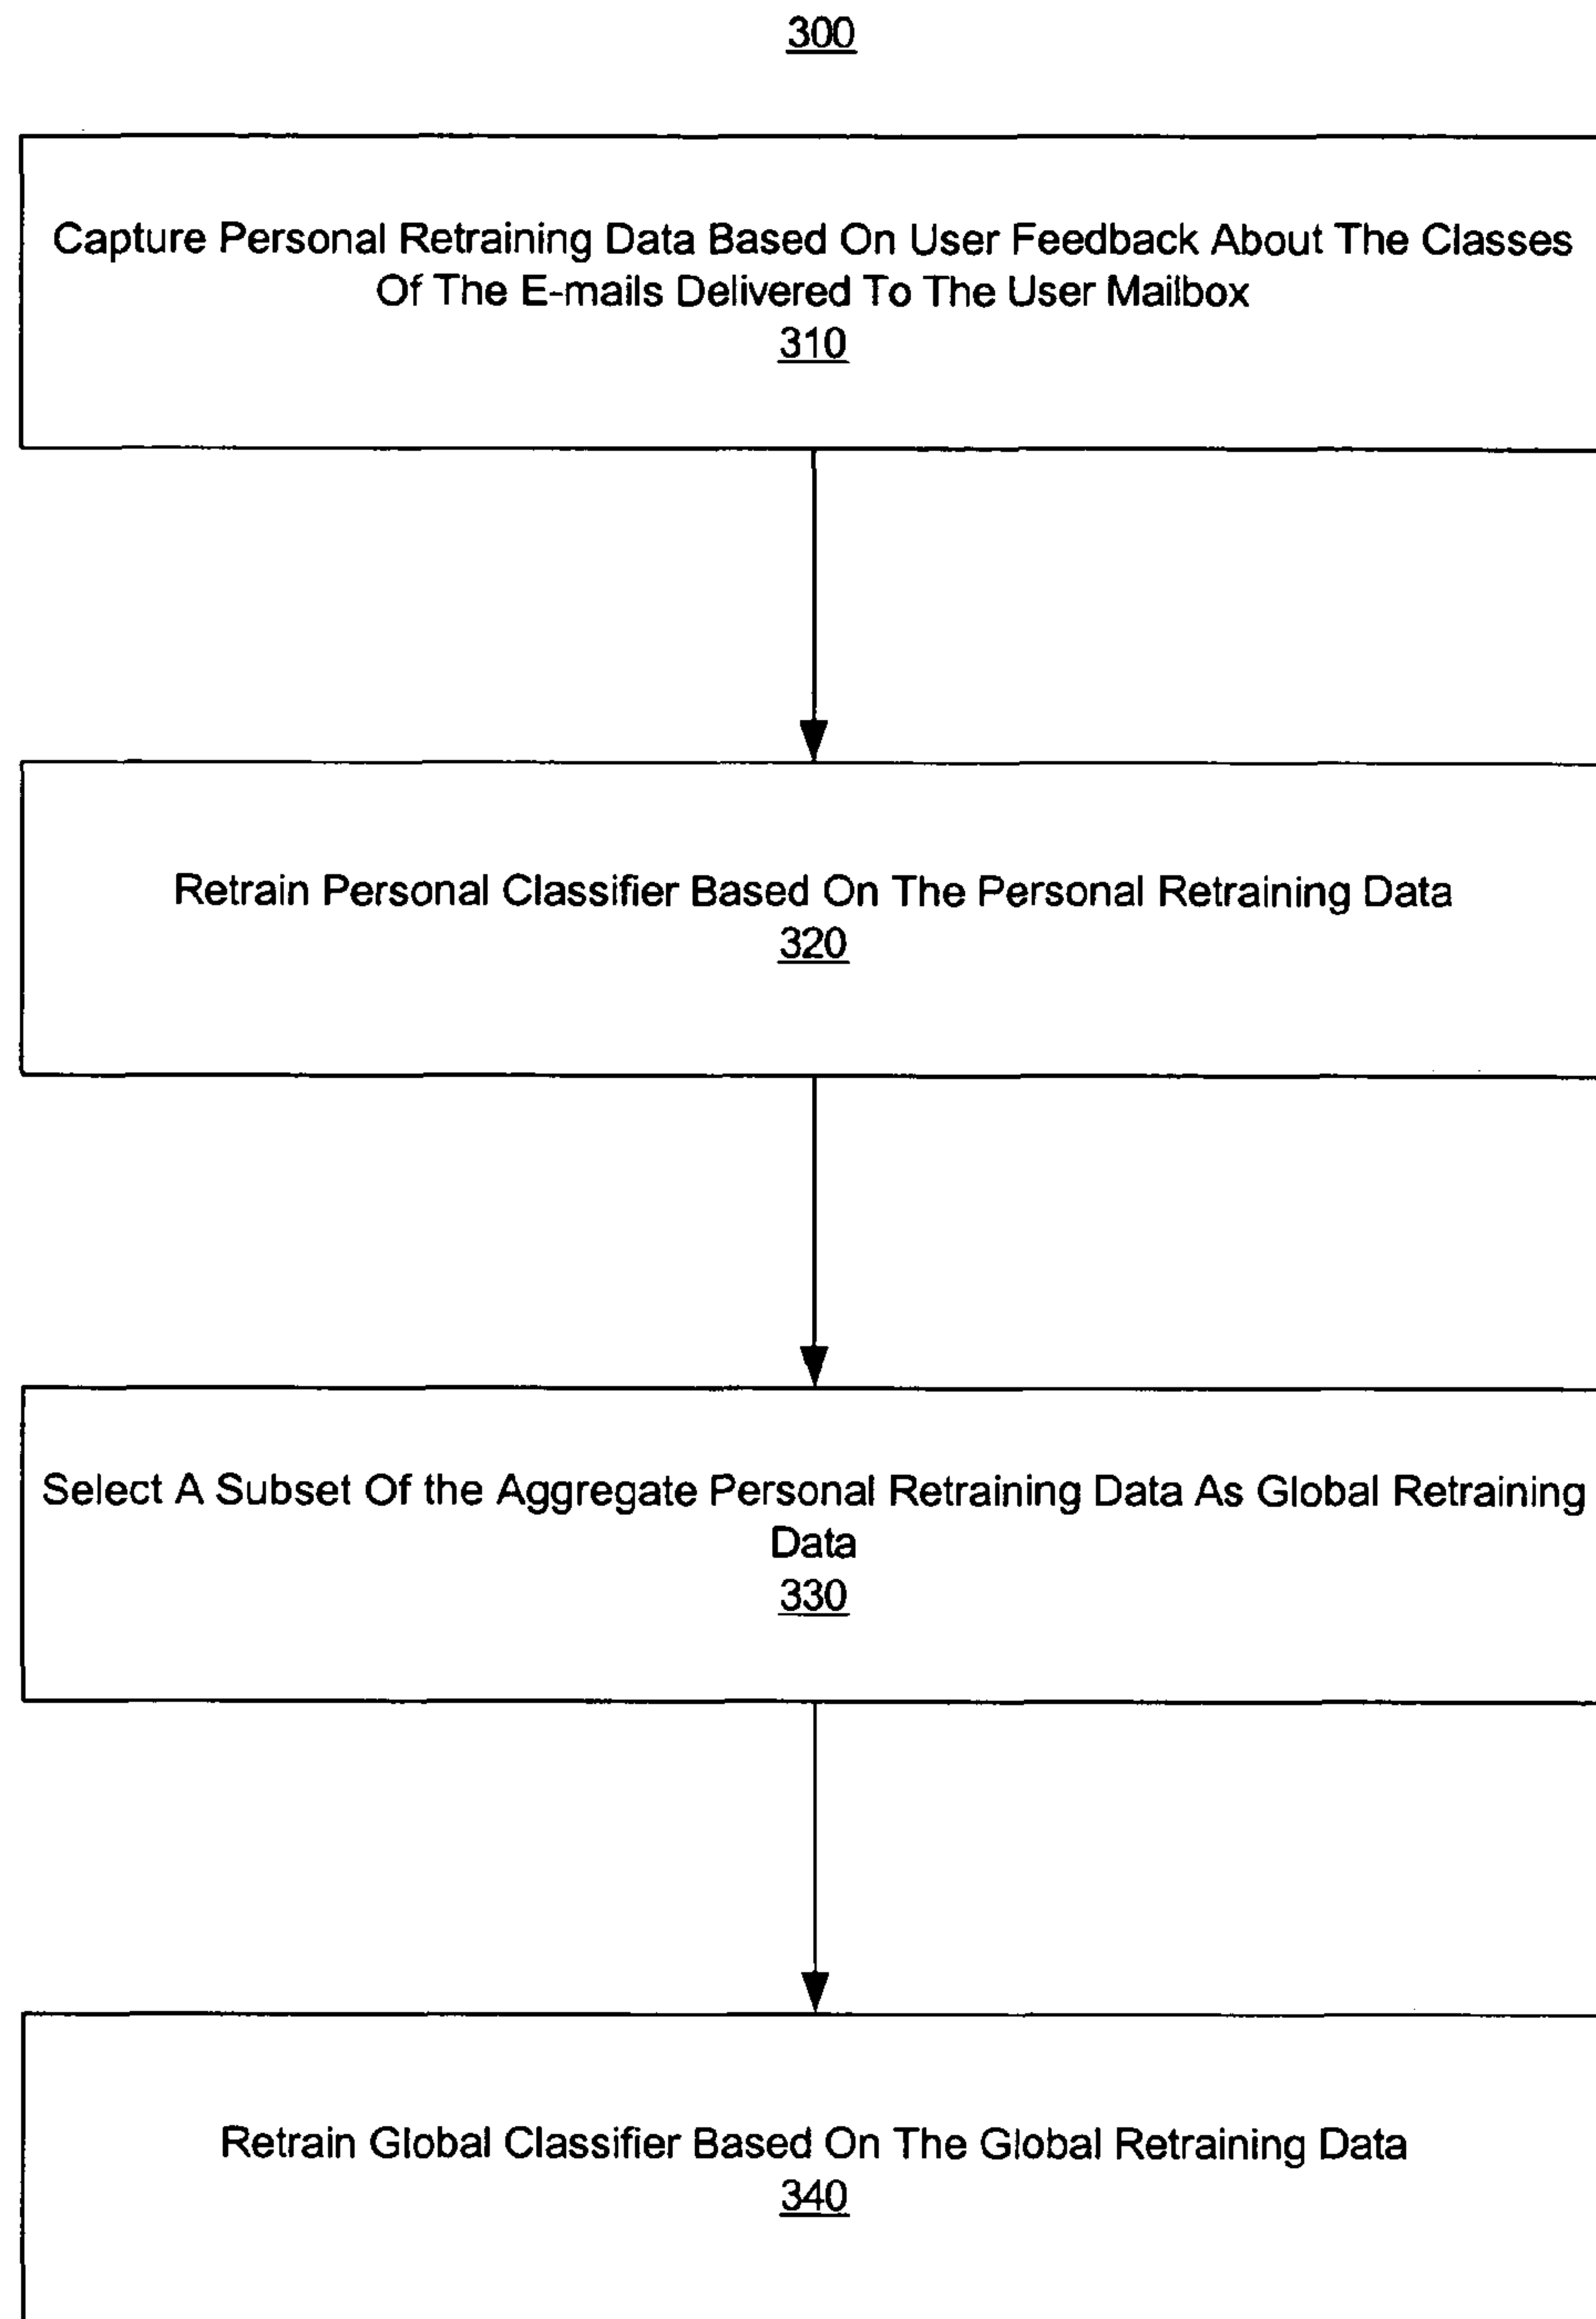 300
Capture Personal Retraining Data Based On User Feedback About The Classes
Of The E-mails Delivered To The User Mailbox
310
Retrain Personal Classifier Based On The Personal Retraining Data
320
Select A Subset Of the Aggregate Personal Retraining Data As Global Retraining
Data
330
Retrain Global Classifier Based On The Global Retraining Data
340